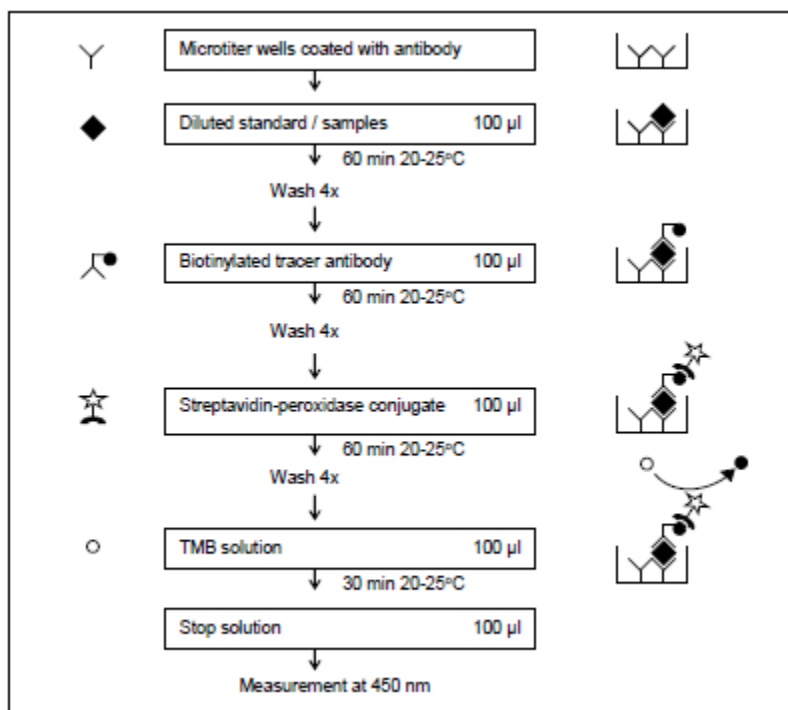 Microtiter wells coated with antibody
Diluted standard / samples 100 µl
60 min 20-25°C
Wash 4x
Biotinylated tracer antibody 100 µl
60 min 20-25°C
Wash 4x
Streptavidin-peroxidase conjugate 100 µl
60 min 20-25°C
Wash 4x
TMB solution 100 µl
30 min 20-25°C
Stop solution 100 µl
Measurement at 450 nm